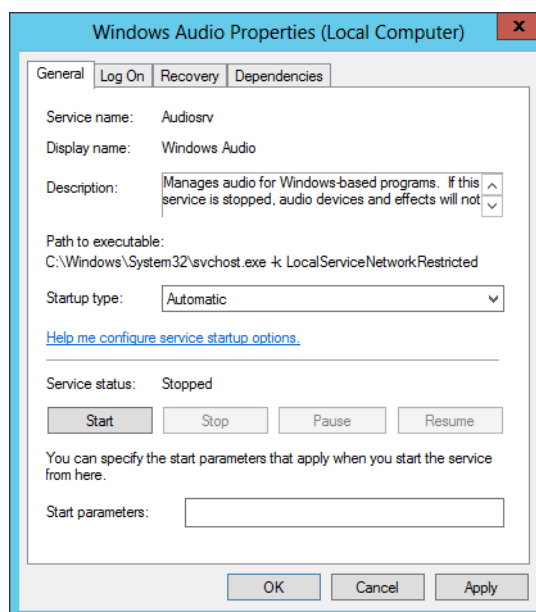 Windows Audio Properties (Local Computer)
x
General Log On Recovery Dependencies
Service name: Audiosrv
Display name: Windows Audio
Description: Manages audio for Windows-based programs. If this
service is stopped, audio devices and effects will not
Path to executable:
C:\Windows\System32\svchost.exe -k LocalServiceNetworkRestricted
Startup type: Automatic
Help me configure service startup options.
Service status: Stopped
Start Stop Pause Resume
You can specify the start parameters that apply when you start the service
from here.
Start parameters:
OK Cancel Apply